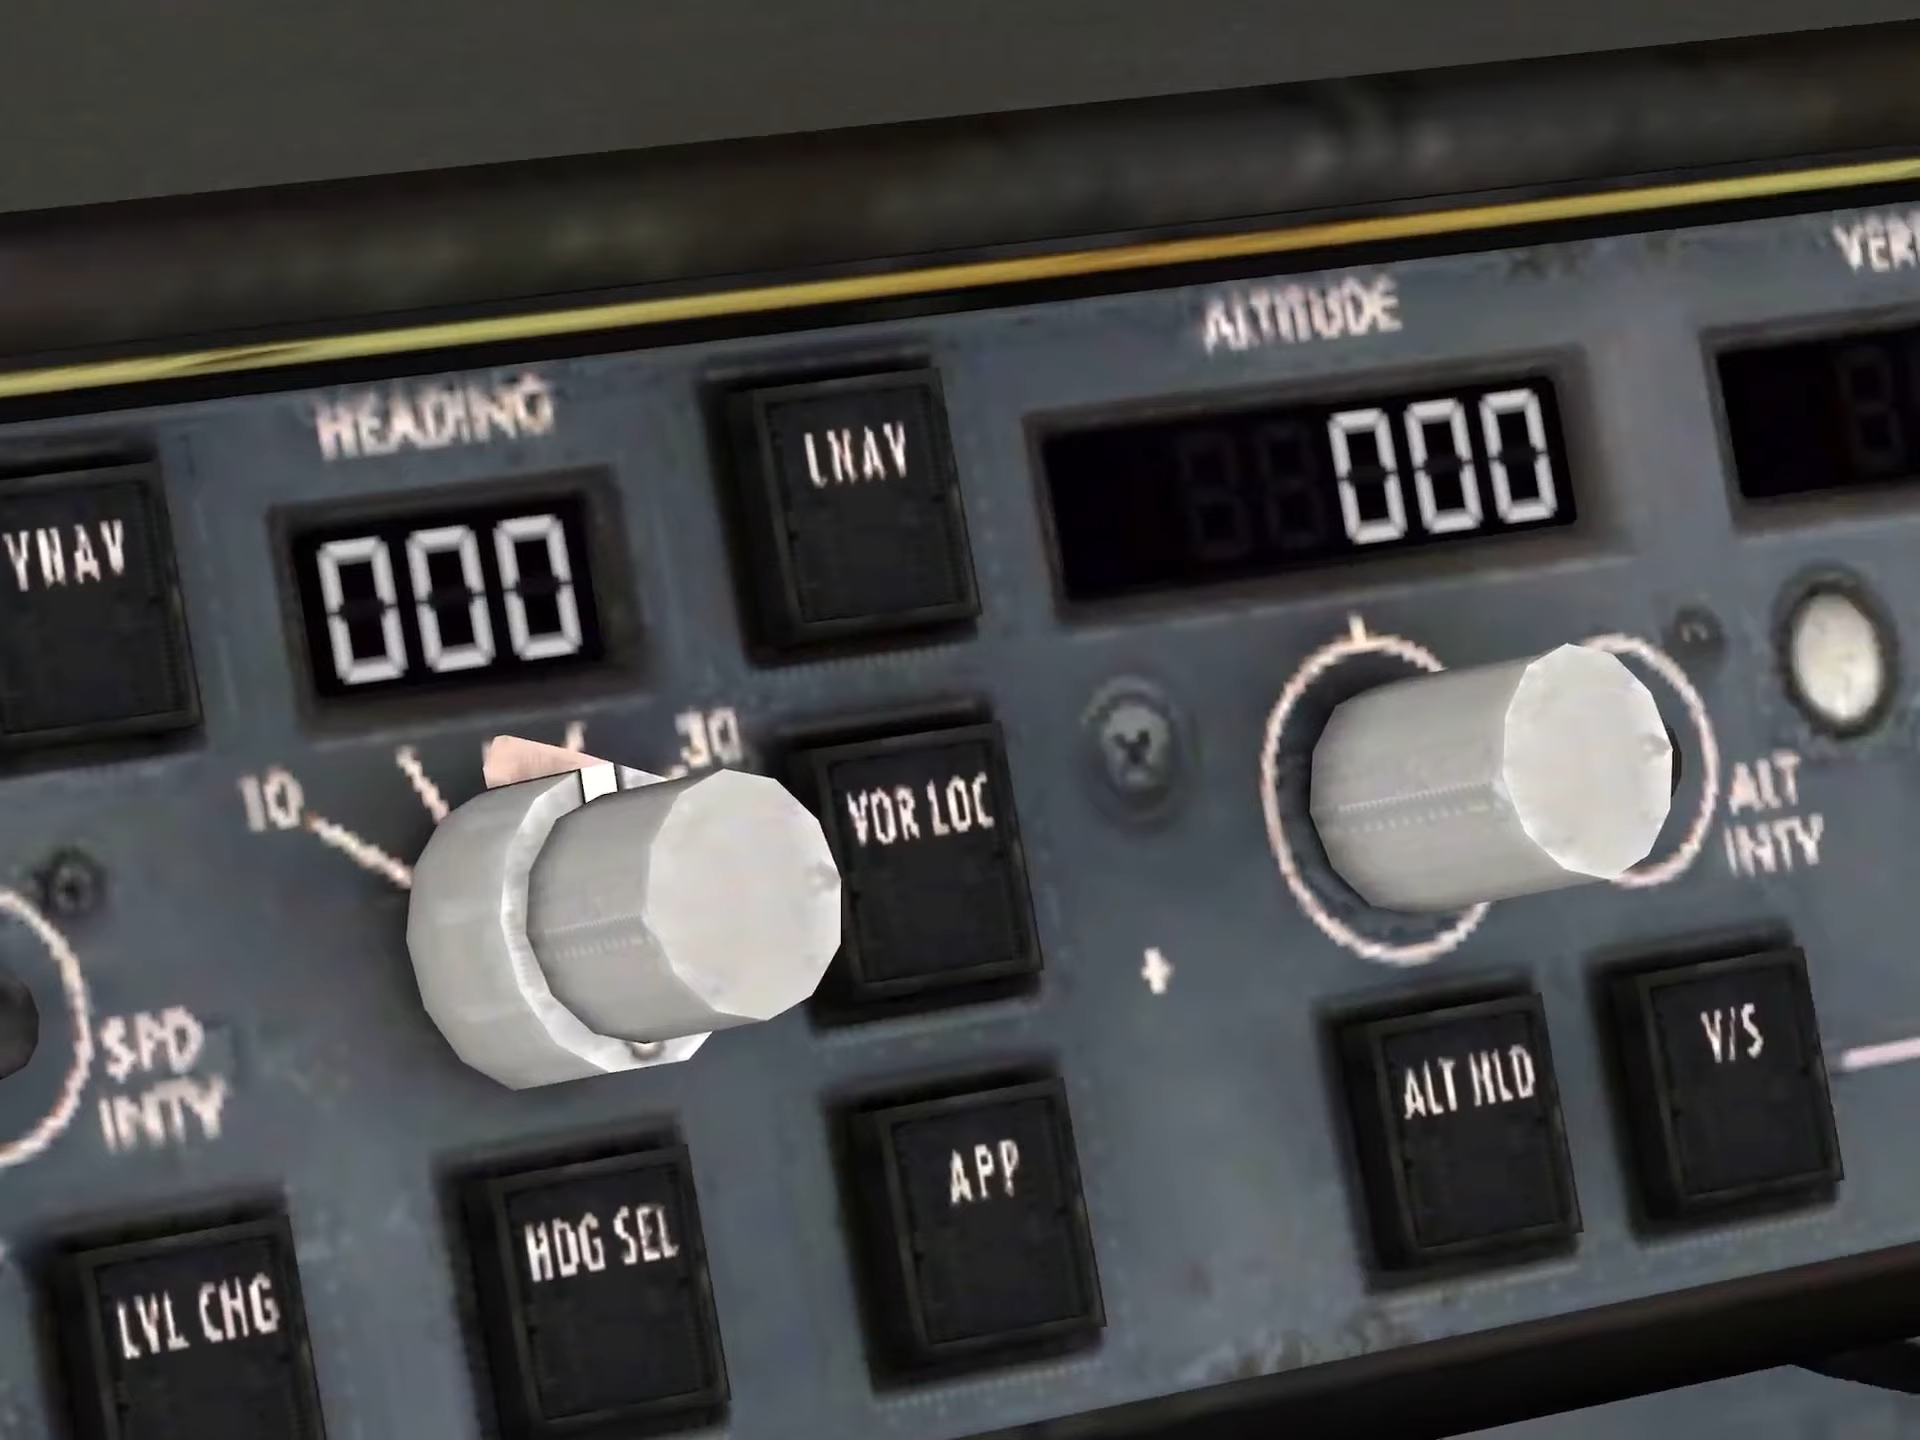 HEADING
ALTITUDE
VNAV
000
LNAV
000
10
30
VOR LOC
ALT
INTV
SPD
INTV
LVL CHG
HDG SEL
APP
ALT HLD
V/S